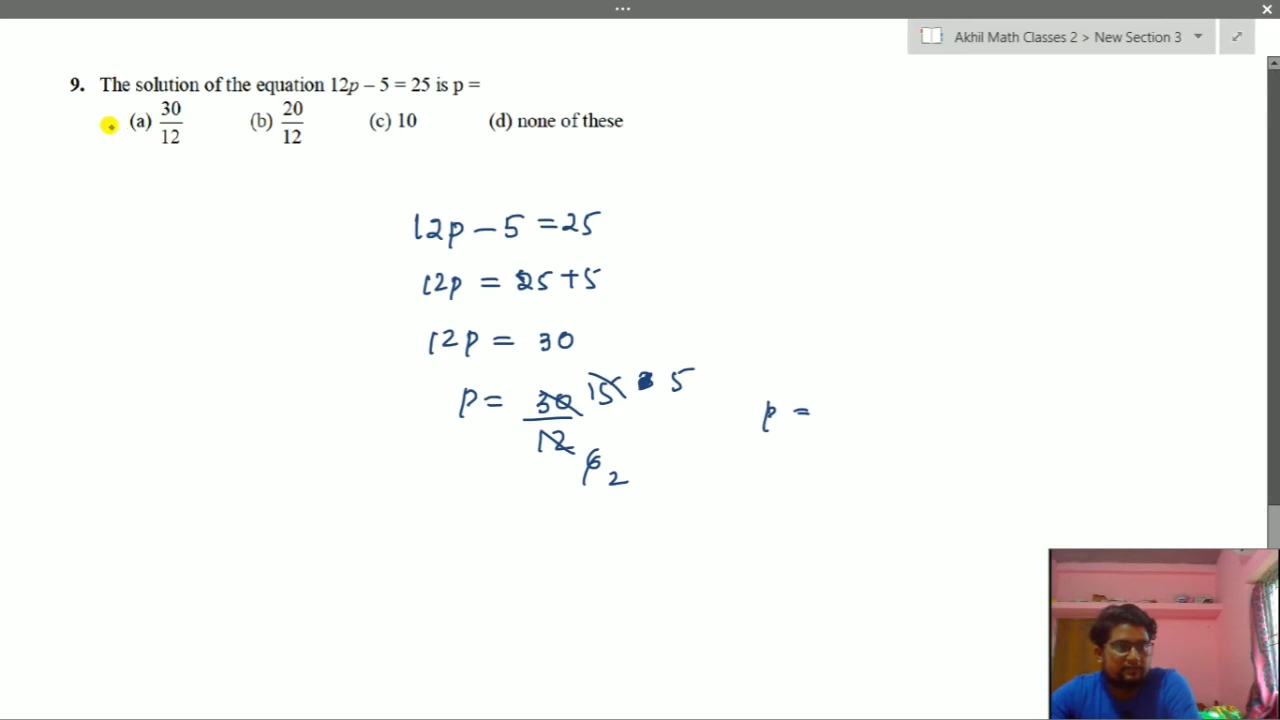 Akhil Math Classes 2 > New Section 3
9. The solution of the equation 12p – 5 = 25 is p =
(a) 30/12 (b) 20/12 (c) 10 (d) none of these
12p – 5 = 25
12p = 25 + 5
12p = 30
p = 30/12 15 5
6 2
p =